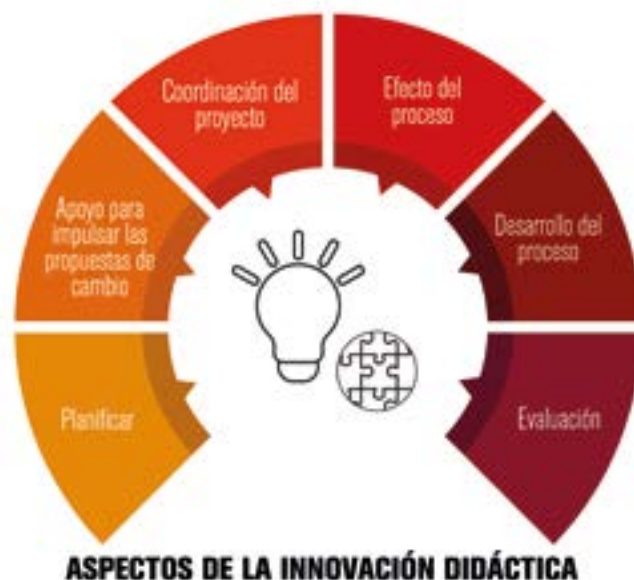 Planificar
Apoyo para
impulsar las
propuestas de
cambio
Coordinación del
proyecto
Efecto del
proceso
Desarrollo del
proceso
Evaluación
ASPECTOS DE LA INNOVACIÓN DIDÁCTICA